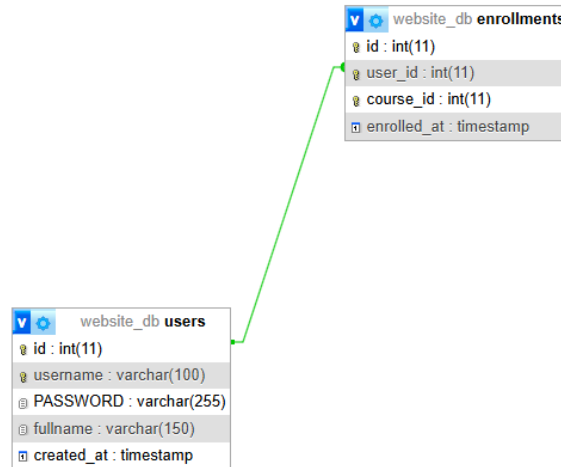 v website_db enrollments
id : int(11)
user_id : int(11)
course_id : int(11)
enrolled_at : timestamp
v website_db users
id : int(11)
username : varchar(100)
PASSWORD : varchar(255)
fullname : varchar(150)
created_at : timestamp